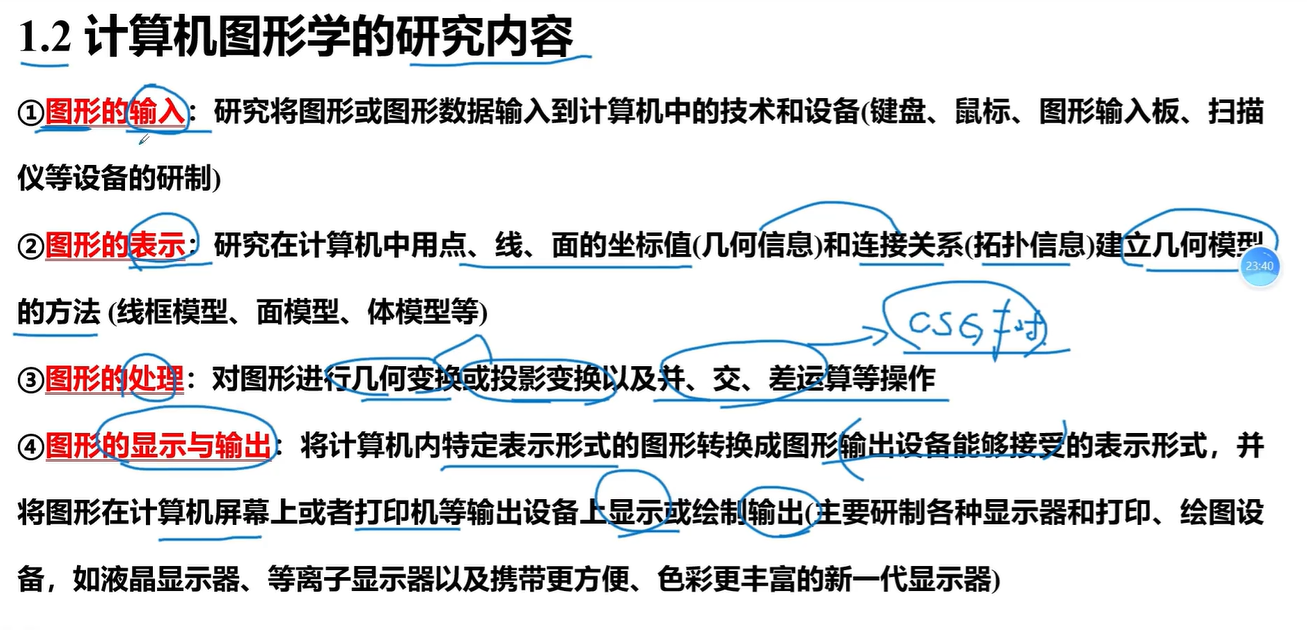 1.2 计算机图形学的研究内容
①图形的输入：研究将图形或图形数据输入到计算机中的技术和设备(键盘、鼠标、图形输入板、扫描
仪等设备的研制)
②图形的表示：研究在计算机中用点、线、面的坐标值(几何信息)和连接关系(拓扑信息)建立几何模型
23:40
的方法 (线框模型、面模型、体模型等)
CSG
③图形的处理：对图形进行几何变换或投影变换以及并、交、差运算等操作
④图形的显示与输出：将计算机内特定表示形式的图形转换成图形输出设备能够接受的表示形式，并
将图形在计算机屏幕上或者打印机等输出设备上显示或绘制输出(主要研制各种显示器和打印、绘图设
备，如液晶显示器、等离子显示器以及携带更方便、色彩更丰富的新一代显示器)